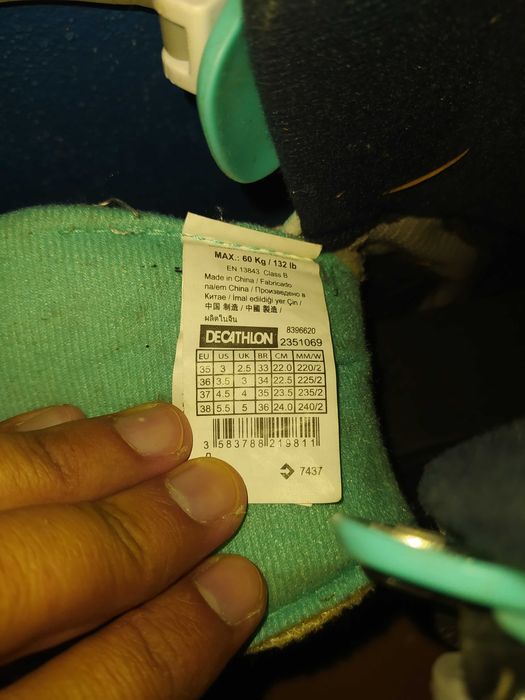 MAX.: 60 Kg / 132 lb
EN 13843 Class B
Made in China / Fabricado
na/em China / Произведено в
Китае / İmal edildiği yer Çin /
中国 制造 / 中國 製造 /
ผลิตในจีน
8396620
DECATHLON 2351069
EU US UK BR CM MM/W
35 3 2.5 33 22.0 220/2
36 3.5 3 34 22.5 225/2
37 4.5 4 35 23.5 235/2
38 5.5 5 36 24.0 240/2
3 583788 219811
7437